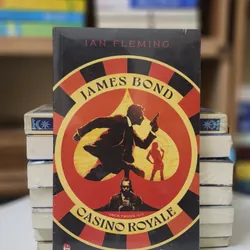 IAN FLEMING
JAMES BOND
CASINO ROYALE